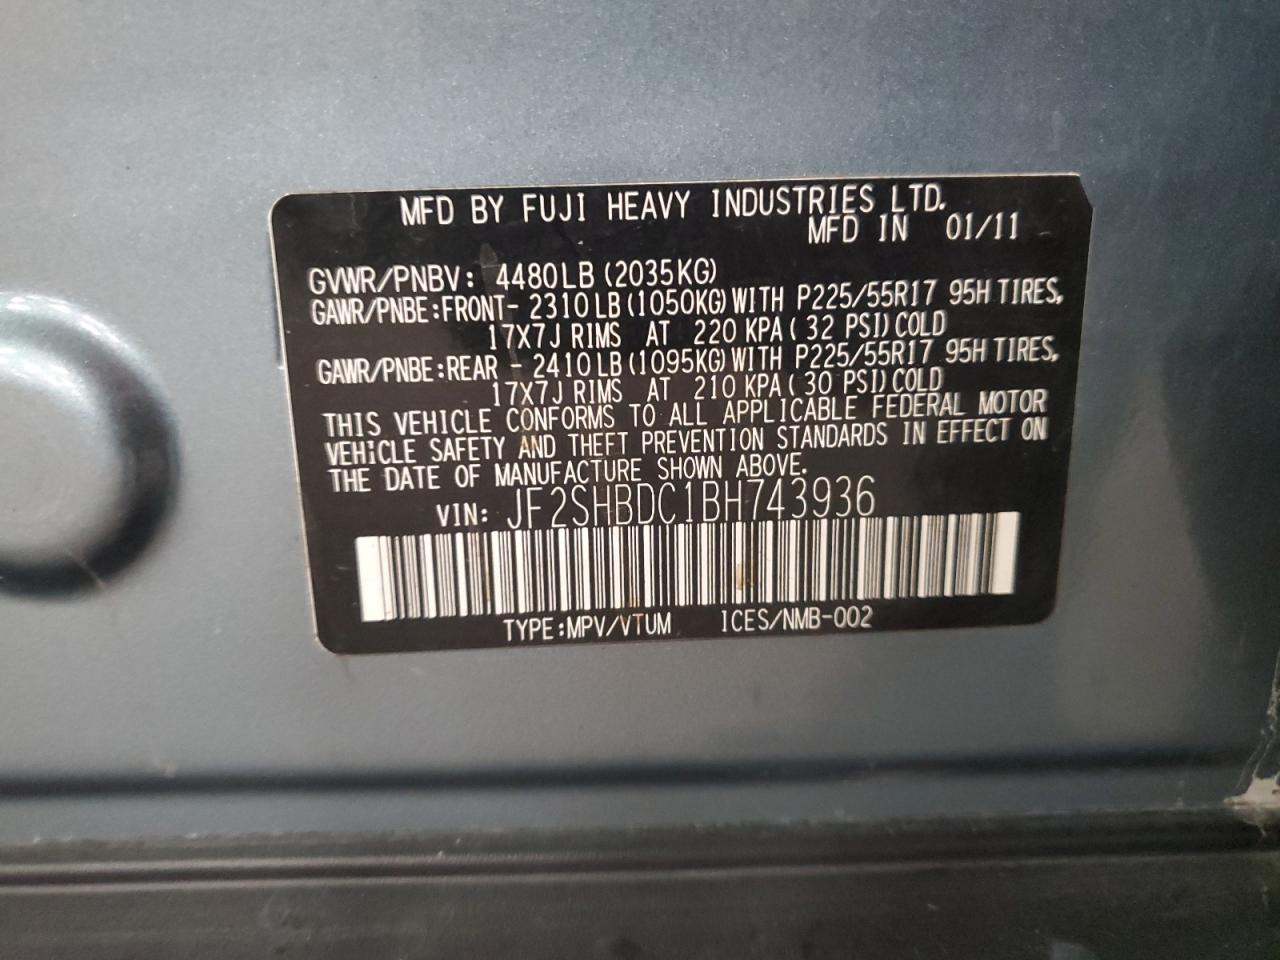 MFD BY FUJI HEAVY INDUSTRIES LTD.
MFD IN 01/11
GVWR/PNBV: 4480LB (2035KG)
GAWR/PNBE:FRONT- 2310LB (1050KG) WITH P225/55R17 95H TIRES,
17X7J RIMS AT 220 KPA ( 32 PSI) COLD
GAWR/PNBE:REAR - 2410LB (1095KG) WITH P225/55R17 95H TIRES,
17X7J RIMS AT 210 KPA ( 30 PSI) COLD
THIS VEHICLE CONFORMS TO ALL APPLICABLE FEDERAL MOTOR
VEHICLE SAFETY AND THEFT PREVENTION STANDARDS IN EFFECT ON
THE DATE OF MANUFACTURE SHOWN ABOVE.
VIN: JF2SHBDC1BH743936
TYPE:MPV/VTUM ICES/NMB-002